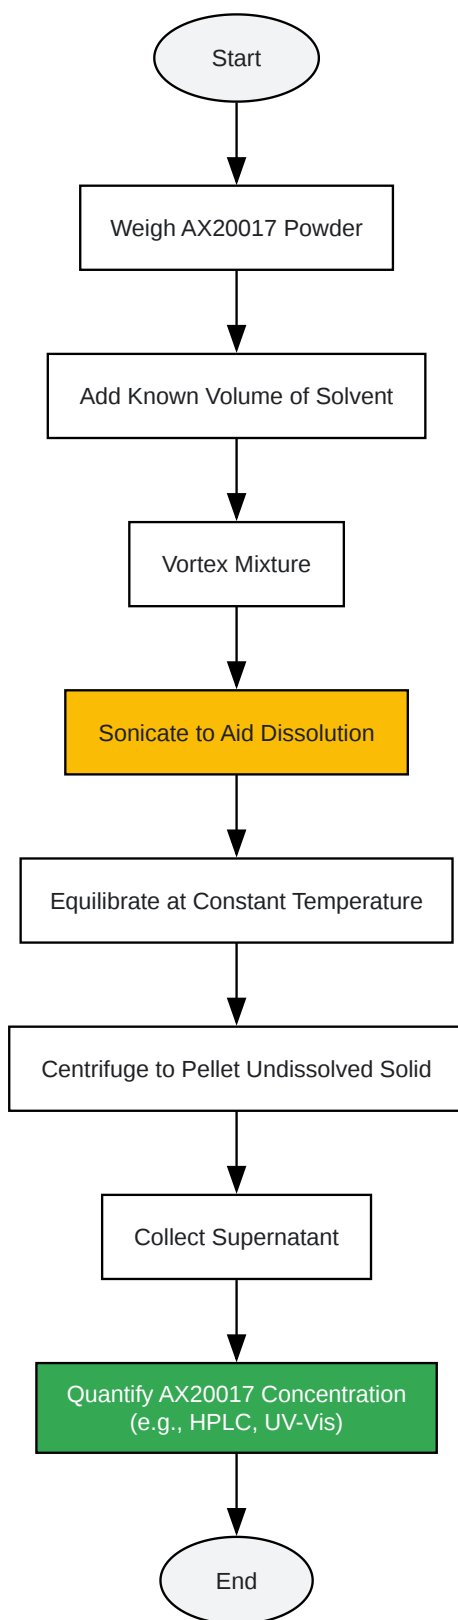 Start
Weigh AX20017 Powder
Add Known Volume of Solvent
Vortex Mixture
Sonicate to Aid Dissolution
Equilibrate at Constant Temperature
Centrifuge to Pellet Undissolved Solid
Collect Supernatant
Quantify AX20017 Concentration
(e.g., HPLC, UV-Vis)
End